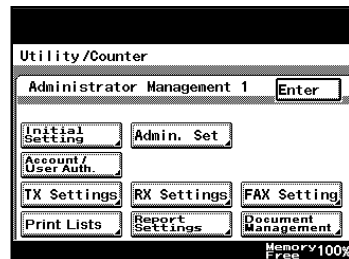 Utility/Counter
Administrator Management 1
Enter
Initial
Setting
Admin. Set
Account/
User Auth.
TX Settings
RX Settings
FAX Setting
Print Lists
Report
Settings
Document
Management
Memory
Free 100%